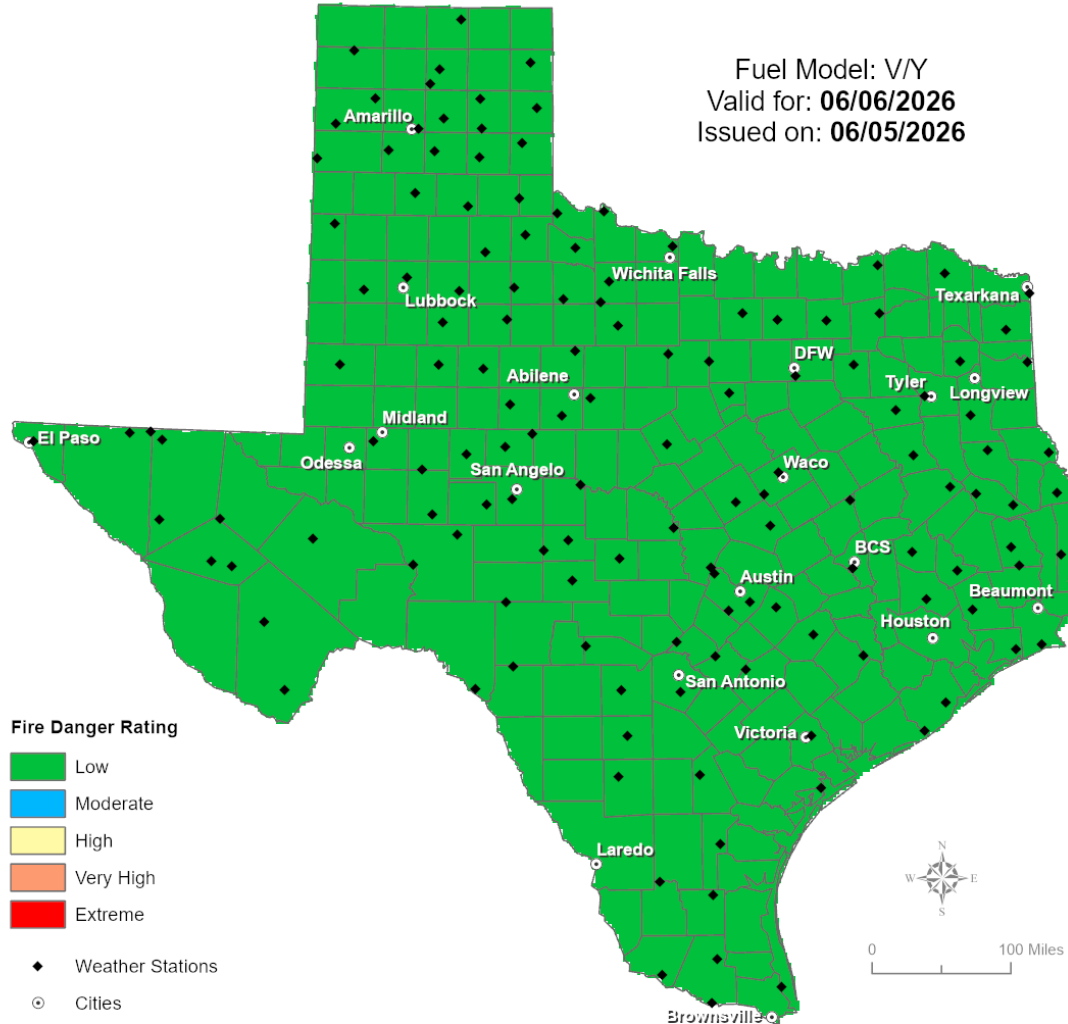 Fuel Model: V/Y
Valid for: 06/06/2026
Issued on: 06/05/2026
Amarillo
Wichita Falls
Lubbock
Texarkana
DFW
Abilene
Tyler
Longview
Midland
El Paso
Odessa
San Angelo
Waco
BCS
Austin
Beaumont
Houston
San Antonio
Victoria
Laredo
Brownsville
Fire Danger Rating
Low
Moderate
High
Very High
Extreme
Weather Stations
Cities
N
W E
S
0 100 Miles